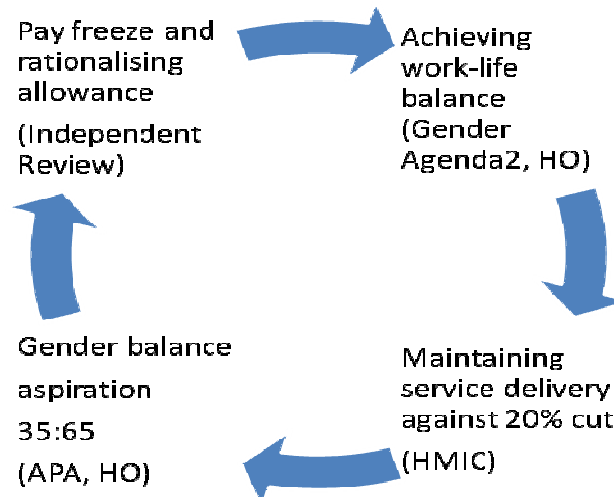 Pay freeze and
rationalising
allowance
(Independent
Review)
Achieving
work-life
balance
(Gender
Agenda2, HO)
Maintaining
service delivery
against 20% cut
(HMIC)
Gender balance
aspiration
35:65
(APA, HO)